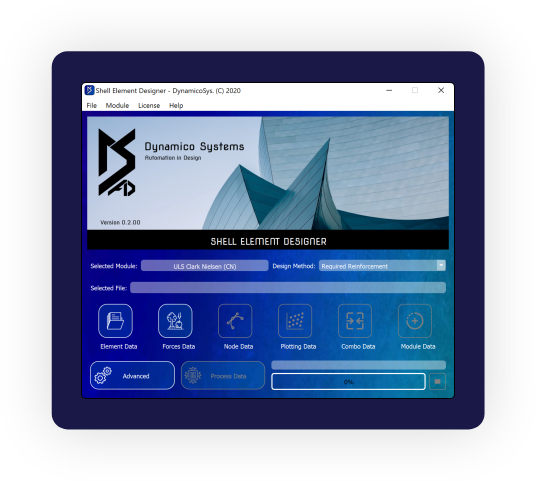 Shell Element Designer - DynamicoSys. (C) 2020
File Module License Help
Dynamico Systems
Automation in Design
Version 0.2.00
SHELL ELEMENT DESIGNER
Selected Module: ULS Clark Nielsen (CN) Design Method: Required Reinforcement
Selected File:
Element Data Forces Data Node Data Plotting Data Combo Data Module Data
Advanced Process Data 0%